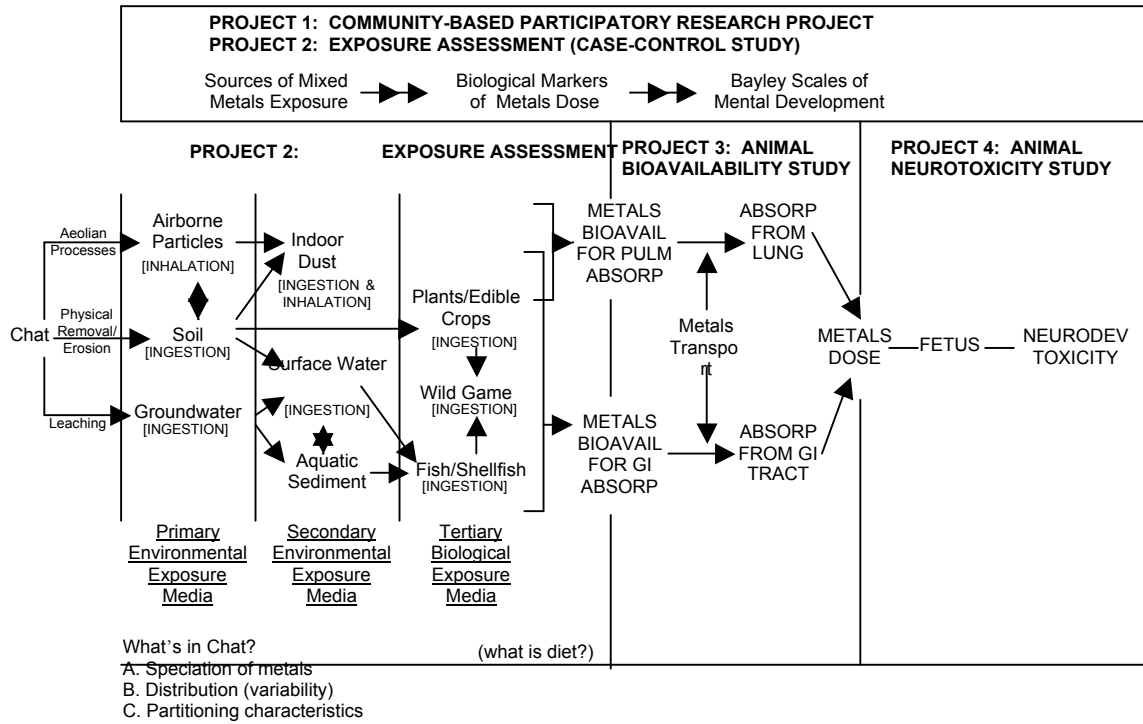 PROJECT 1: COMMUNITY-BASED PARTICIPATORY RESEARCH PROJECT
PROJECT 2: EXPOSURE ASSESSMENT (CASE-CONTROL STUDY)
Sources of Mixed
Metals Exposure
Biological Markers
of Metals Dose
Bayley Scales of
Mental Development
PROJECT 2:
EXPOSURE ASSESSMENT
PROJECT 3: ANIMAL
BIOAVAILABILITY STUDY
PROJECT 4: ANIMAL
NEUROTOXICITY STUDY
Chat
Aeolian
Processes
Physical
Removal/
Erosion
Leaching
Airborne
Particles
[INHALATION]
Soil
[INGESTION]
Groundwater
[INGESTION]
Indoor
Dust
[INGESTION &
INHALATION]
Surface Water
[INGESTION]
Aquatic
Sediment
Plants/Edible
Crops
[INGESTION]
Wild Game
[INGESTION]
Fish/Shellfish
[INGESTION]
METALS
BIOAVAIL
FOR PULM
ABSORP
METALS
BIOAVAIL
FOR GI
ABSORP
ABSORP
FROM
LUNG
Metals
Transpo
rt
ABSORP
FROM GI
TRACT
METALS
DOSE
FETUS
NEURODEV
TOXICITY
Primary
Environmental
Exposure
Media
Secondary
Environmental
Exposure
Media
Tertiary
Biological
Exposure
Media
What's in Chat?
A. Speciation of metals
B. Distribution (variability)
C. Partitioning characteristics
(what is diet?)